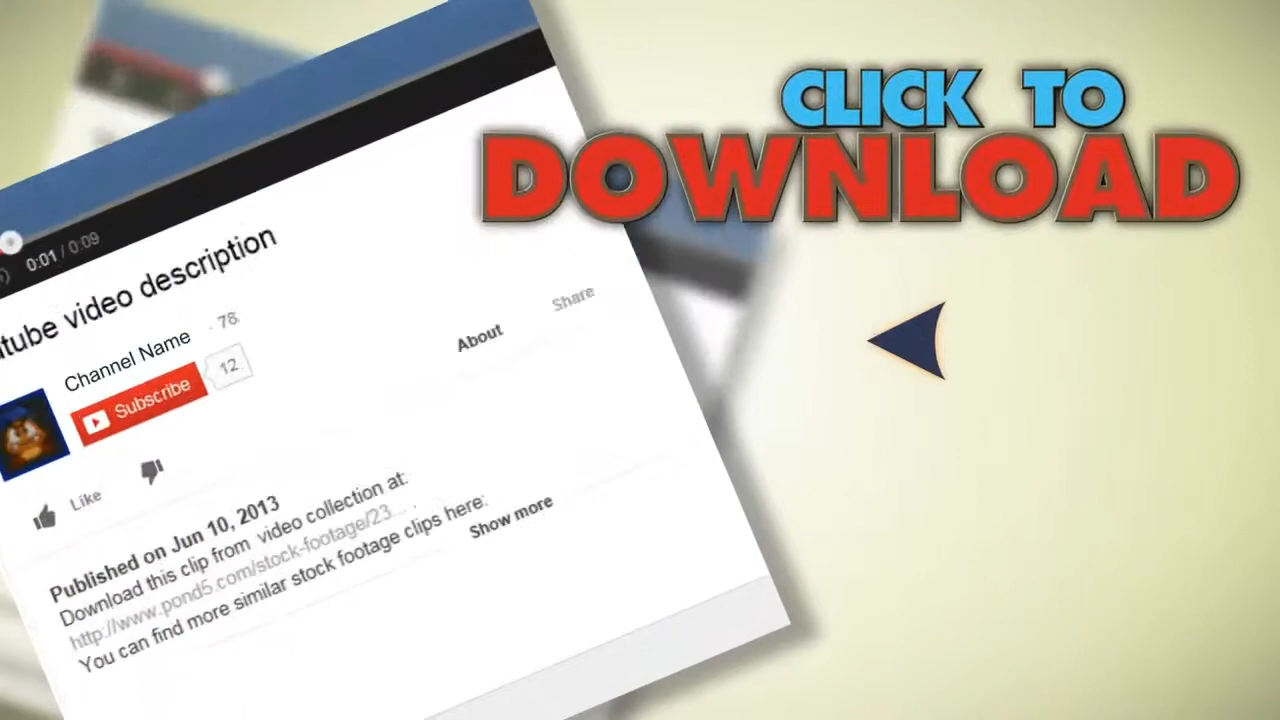 CLICK TO
DOWNLOAD
0:01 / 0:09
video description
Channel Name
78
Subscribe
12
About
Share
Like
Published on Jun 10, 2013
Download this clip from video collection at:
http://www.pond5.com/stock-footage/23...
You can find more similar stock footage clips here:
Show more